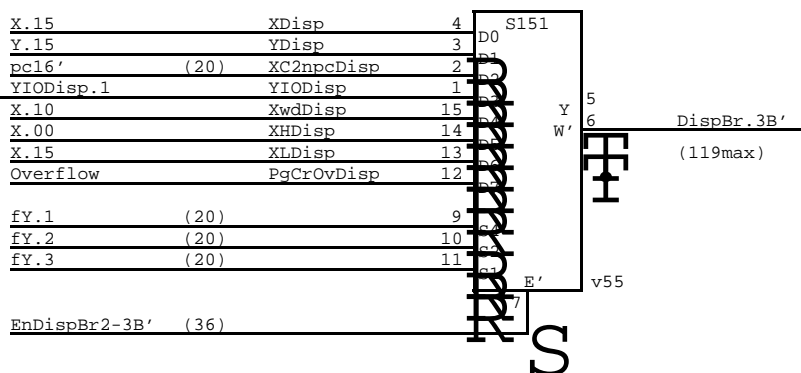 S151
X.15 XDisp 4 D0
Y.15 YDisp 3 D1
pc16' (20) XC2npcDisp 2 D2
YIODisp.1 YIODisp 1 D3
X.10 XwdDisp 15 D4
X.00 XHDisp 14 D5
X.15 XLDisp 13 D6
Overflow PgCrOvDisp 12 D7
Y 5
W' 6 DispBr.3B'
(119max)
fY.1 (20) 9 S4
fY.2 (20) 10 S2
fY.3 (20) 11 S1
E' v55
7
EnDispBr2-3B' (36)
S